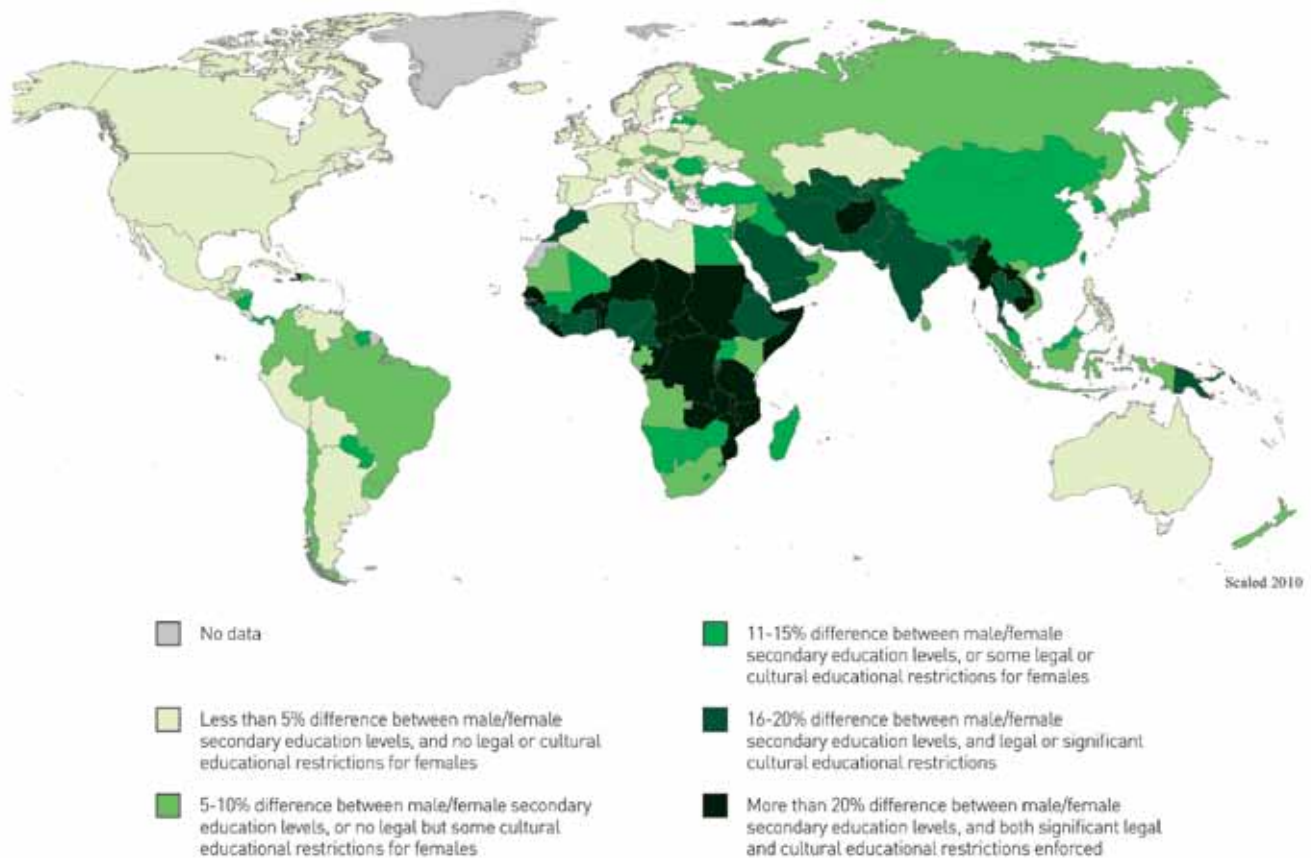 Scaled 2010
No data
Less than 5% difference between male/female
secondary education levels, and no legal or cultural
educational restrictions for females
5-10% difference between male/female secondary
education levels, or no legal but some cultural
educational restrictions for females
11-15% difference between male/female
secondary education levels, or some legal or
cultural educational restrictions for females
16-20% difference between male/female
secondary education levels, and legal or significant
cultural educational restrictions
More than 20% difference between male/female
secondary education levels, and both significant legal
and cultural educational restrictions enforced